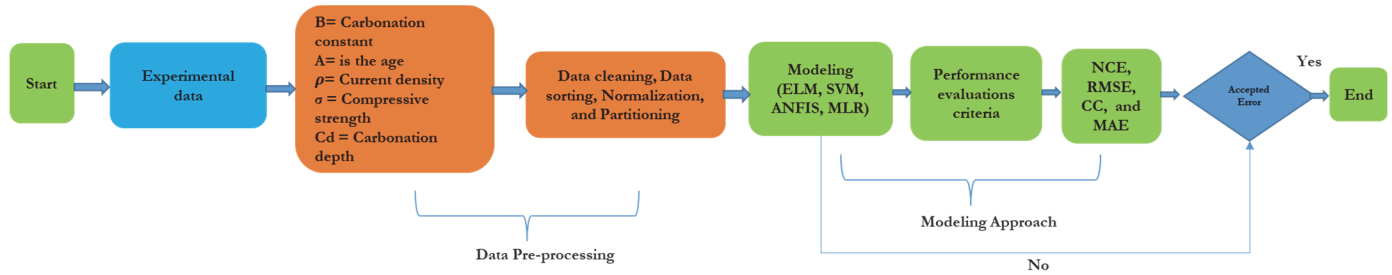 Start
Experimental
data
B= Carbonation
constant
A= is the age
ρ= Current density
σ = Compressive
strength
Cd = Carbonation
depth
Data cleaning, Data
sorting, Normalization,
and Partitioning
Modeling
(ELM, SVM,
ANFIS, MLR)
Performance
evaluations
criteria
NCE,
RMSE,
CC, and
MAE
Accepted
Error
Yes
End
Data Pre-processing
Modeling Approach
No